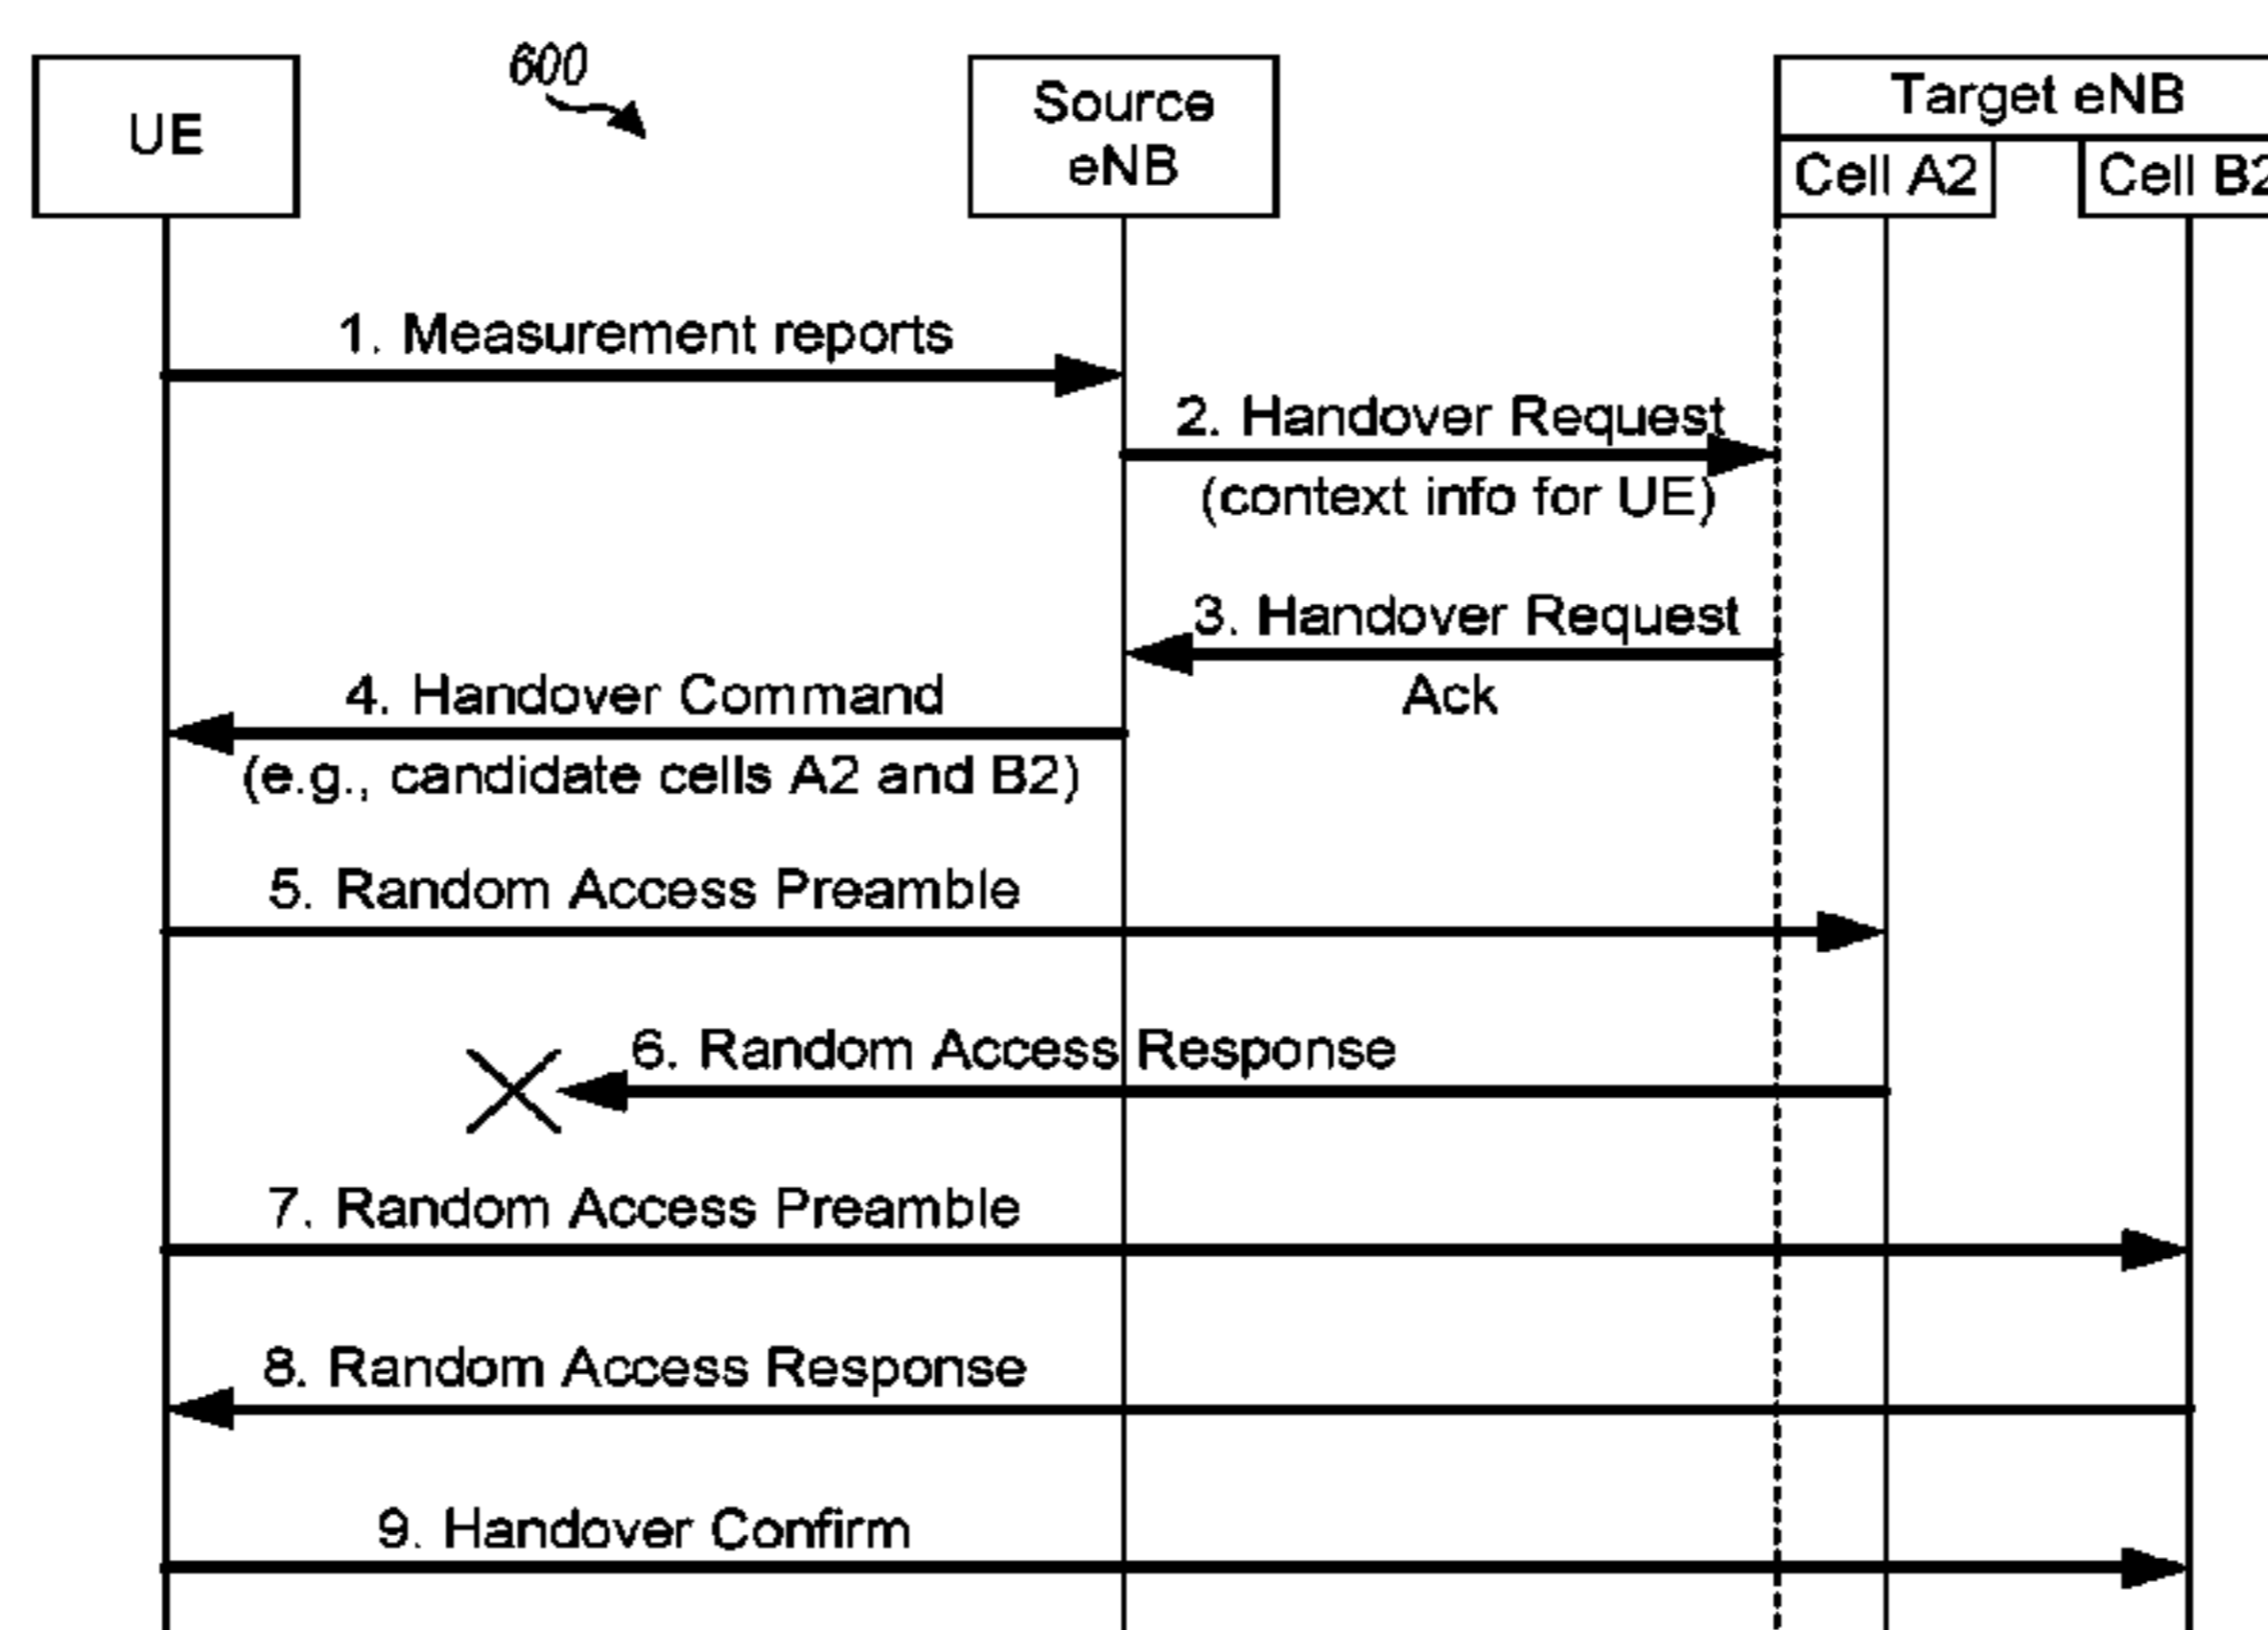 600
UE
Source
eNB
Target eNB
Cell A2
Cell B2
1. Measurement reports
2. Handover Request
(context info for UE)
3. Handover Request
Ack
4. Handover Command
(e.g., candidate cells A2 and B2)
5. Random Access Preamble
6. Random Access Response
7. Random Access Preamble
8. Random Access Response
9. Handover Confirm